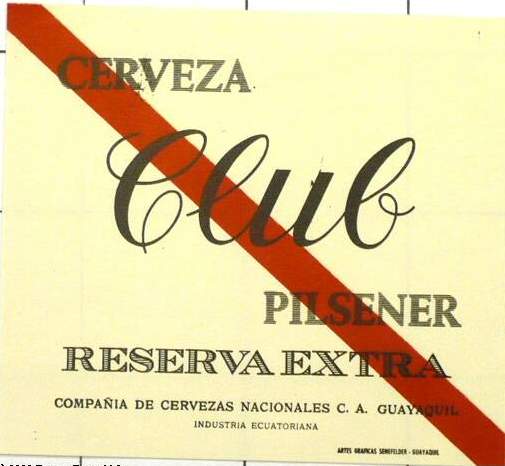 CERVEZA
Club
PILSENER
RESERVA EXTRA
COMPAÑIA DE CERVEZAS NACIONALES C. A. GUAYAQUIL
INDUSTRIA ECUATORIANA
ARTES GRAFICAS SENEFELDER - GUAYAQUIL